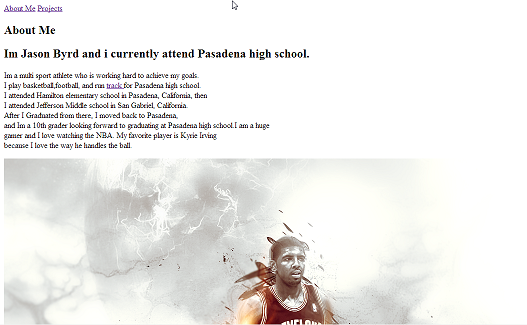 About Me Projects
About Me
Im Jason Byrd and i currently attend Pasadena high school.
Im a multi sport athlete who is working hard to achieve my goals.
I play basketball,football, and run track for Pasadena high school.
I attended Hamilton elementary school in Pasadena, California, then
I attended Jefferson Middle school in San Gabriel, California.
After I Graduated from there, I moved back to Pasadena,
and Im a 10th grader looking forward to graduating at Pasadena high school.I am a huge
gamer and I love watching the NBA. My favorite player is Kyrie Irving
because I love the way he handles the ball.